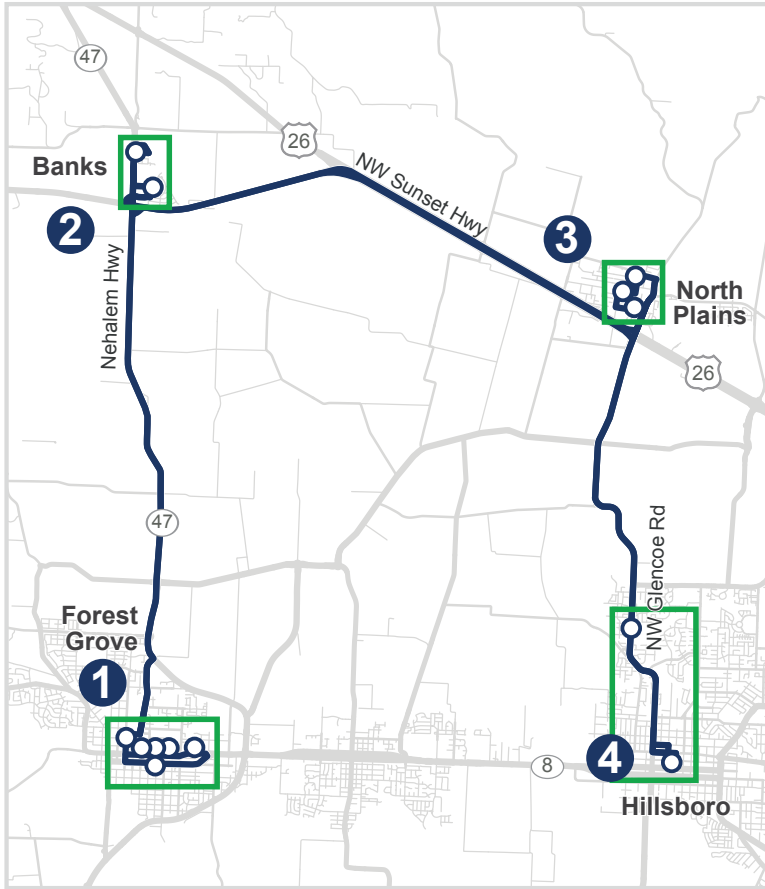 47
26
Banks
NW Sunset Hwy
2
3
Nehalem Hwy
North
Plains
26
47
NW Glencoe Rd
Forest
Grove
1
8
4
Hillsboro